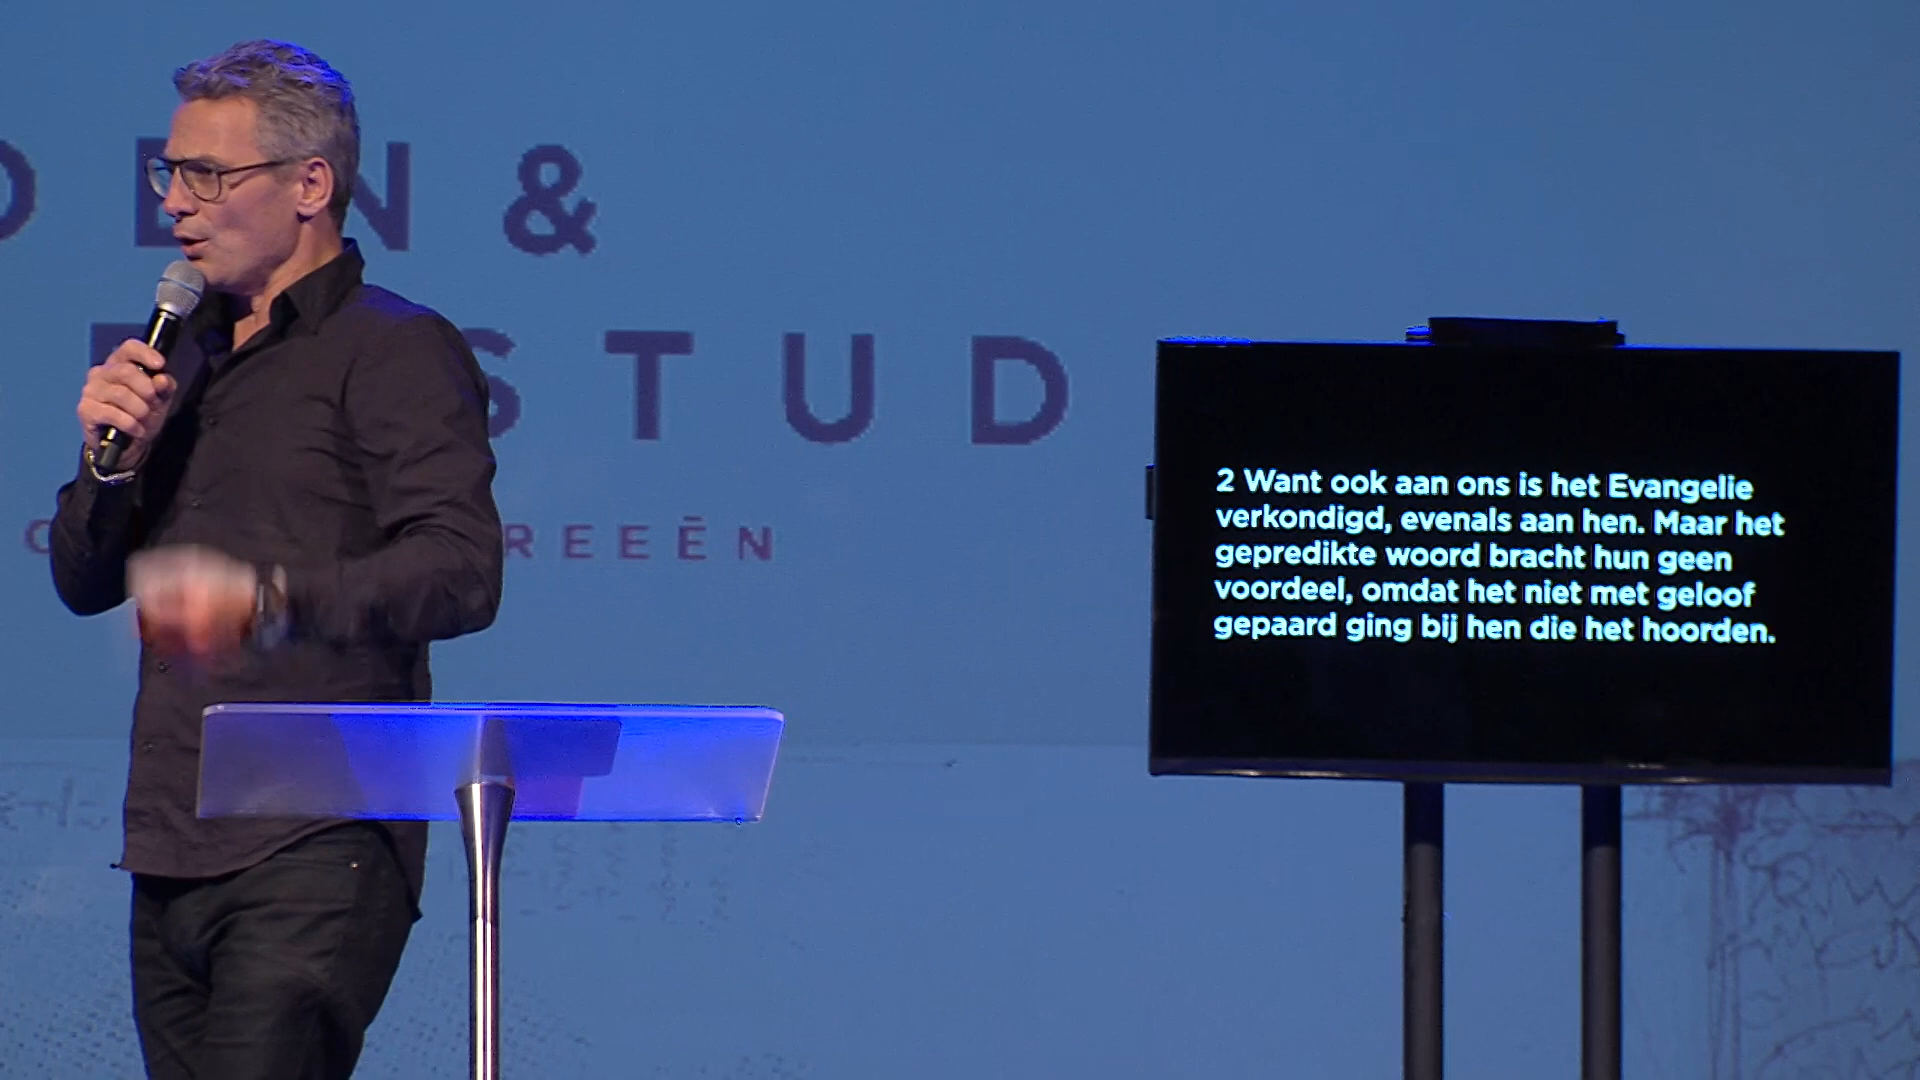 &
STUD
REEËN
2 Want ook aan ons is het Evangelie
verkondigd, evenals aan hen. Maar het
gepredikte woord bracht hun geen
voordeel, omdat het niet met geloof
gepaard ging bij hen die het hoorden.